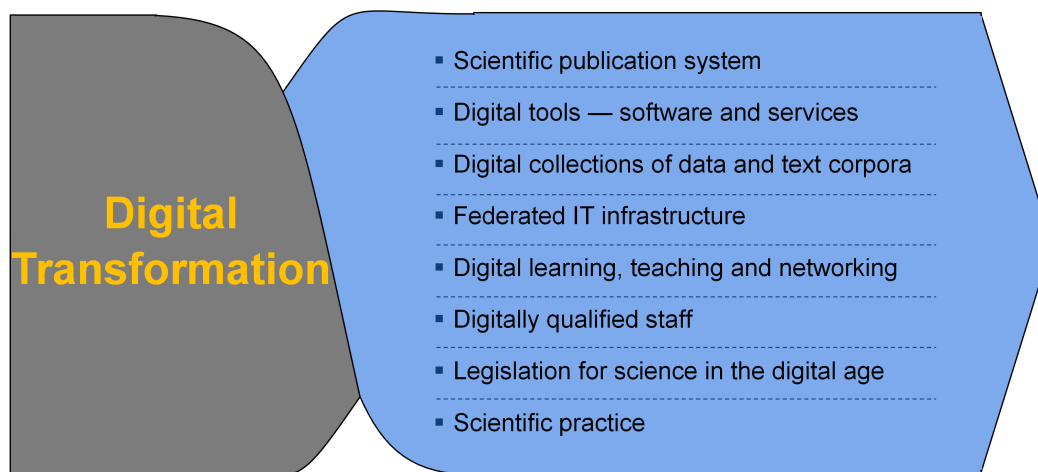 Digital
Transformation
▪ Scientific publication system
▪ Digital tools — software and services
▪ Digital collections of data and text corpora
▪ Federated IT infrastructure
▪ Digital learning, teaching and networking
▪ Digitally qualified staff
▪ Legislation for science in the digital age
▪ Scientific practice